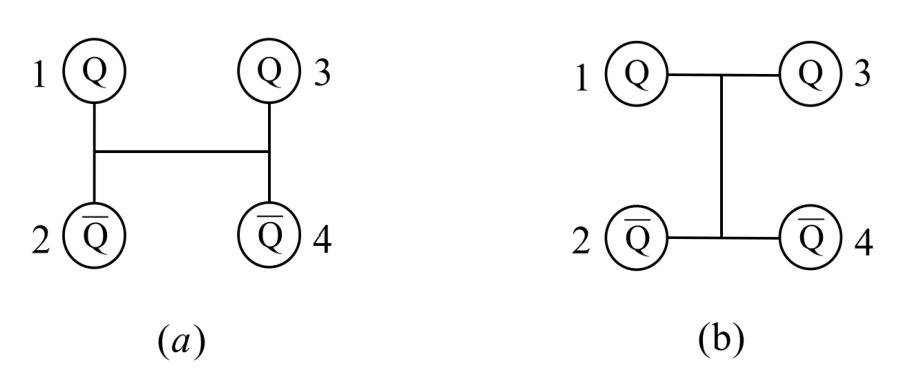 1 Q Q 3 1 Q Q 3
2 Q̅ Q̅ 4 2 Q̅ Q̅ 4
(a) (b)